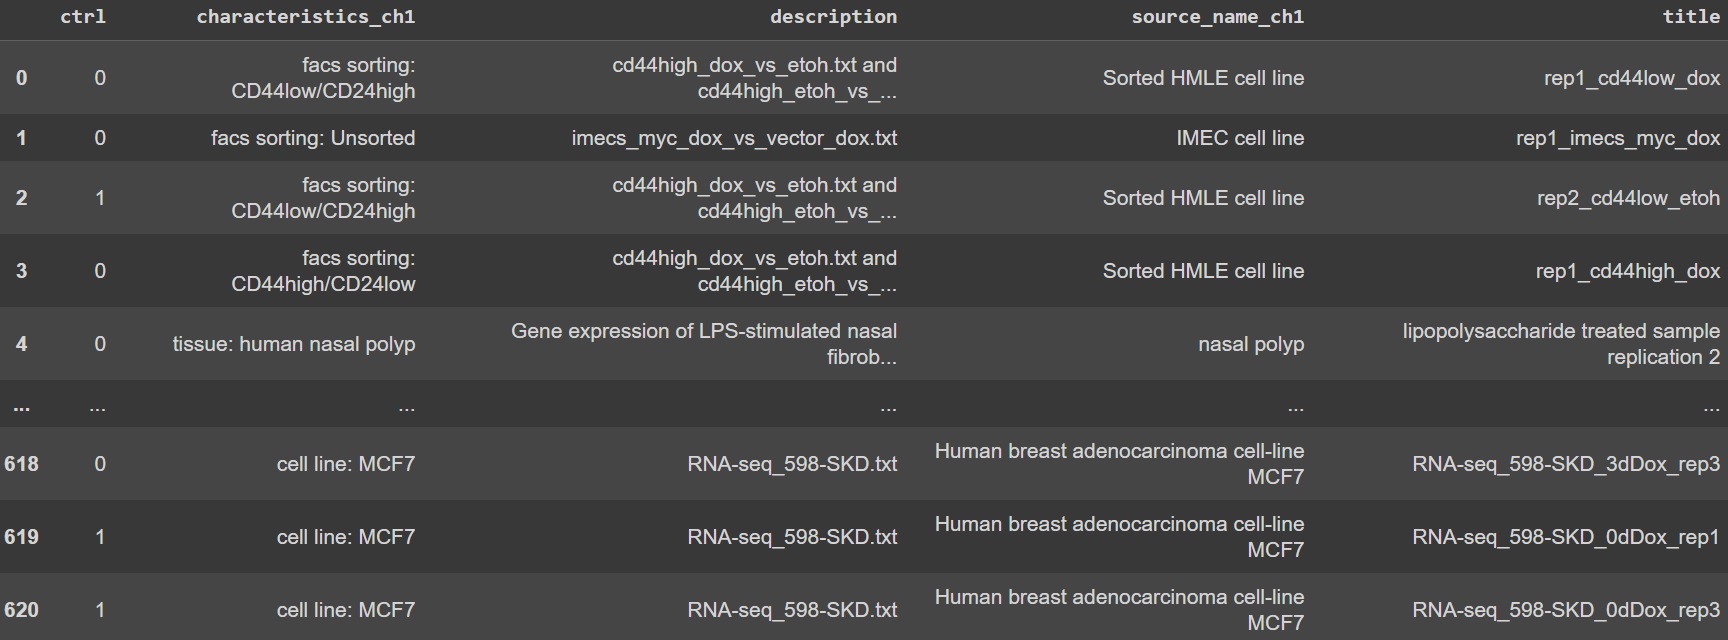 ctrl characteristics_ch1 description source_name_ch1 title
0 0 facs sorting: CD44low/CD24high cd44high_dox_vs_etoh.txt and cd44high_etoh_vs_... Sorted HMLE cell line rep1_cd44low_dox
1 0 facs sorting: Unsorted imecs_myc_dox_vs_vector_dox.txt IMEC cell line rep1_imecs_myc_dox
2 1 facs sorting: CD44low/CD24high cd44high_dox_vs_etoh.txt and cd44high_etoh_vs_... Sorted HMLE cell line rep2_cd44low_etoh
3 0 facs sorting: CD44high/CD24low cd44high_dox_vs_etoh.txt and cd44high_etoh_vs_... Sorted HMLE cell line rep1_cd44high_dox
4 0 tissue: human nasal polyp Gene expression of LPS-stimulated nasal fibrob... nasal polyp lipopolysaccharide treated sample replication 2
... ... ... ... ... ...
618 0 cell line: MCF7 RNA-seq_598-SKD.txt Human breast adenocarcinoma cell-line MCF7 RNA-seq_598-SKD_3dDox_rep3
619 1 cell line: MCF7 RNA-seq_598-SKD.txt Human breast adenocarcinoma cell-line MCF7 RNA-seq_598-SKD_0dDox_rep1
620 1 cell line: MCF7 RNA-seq_598-SKD.txt Human breast adenocarcinoma cell-line MCF7 RNA-seq_598-SKD_0dDox_rep3